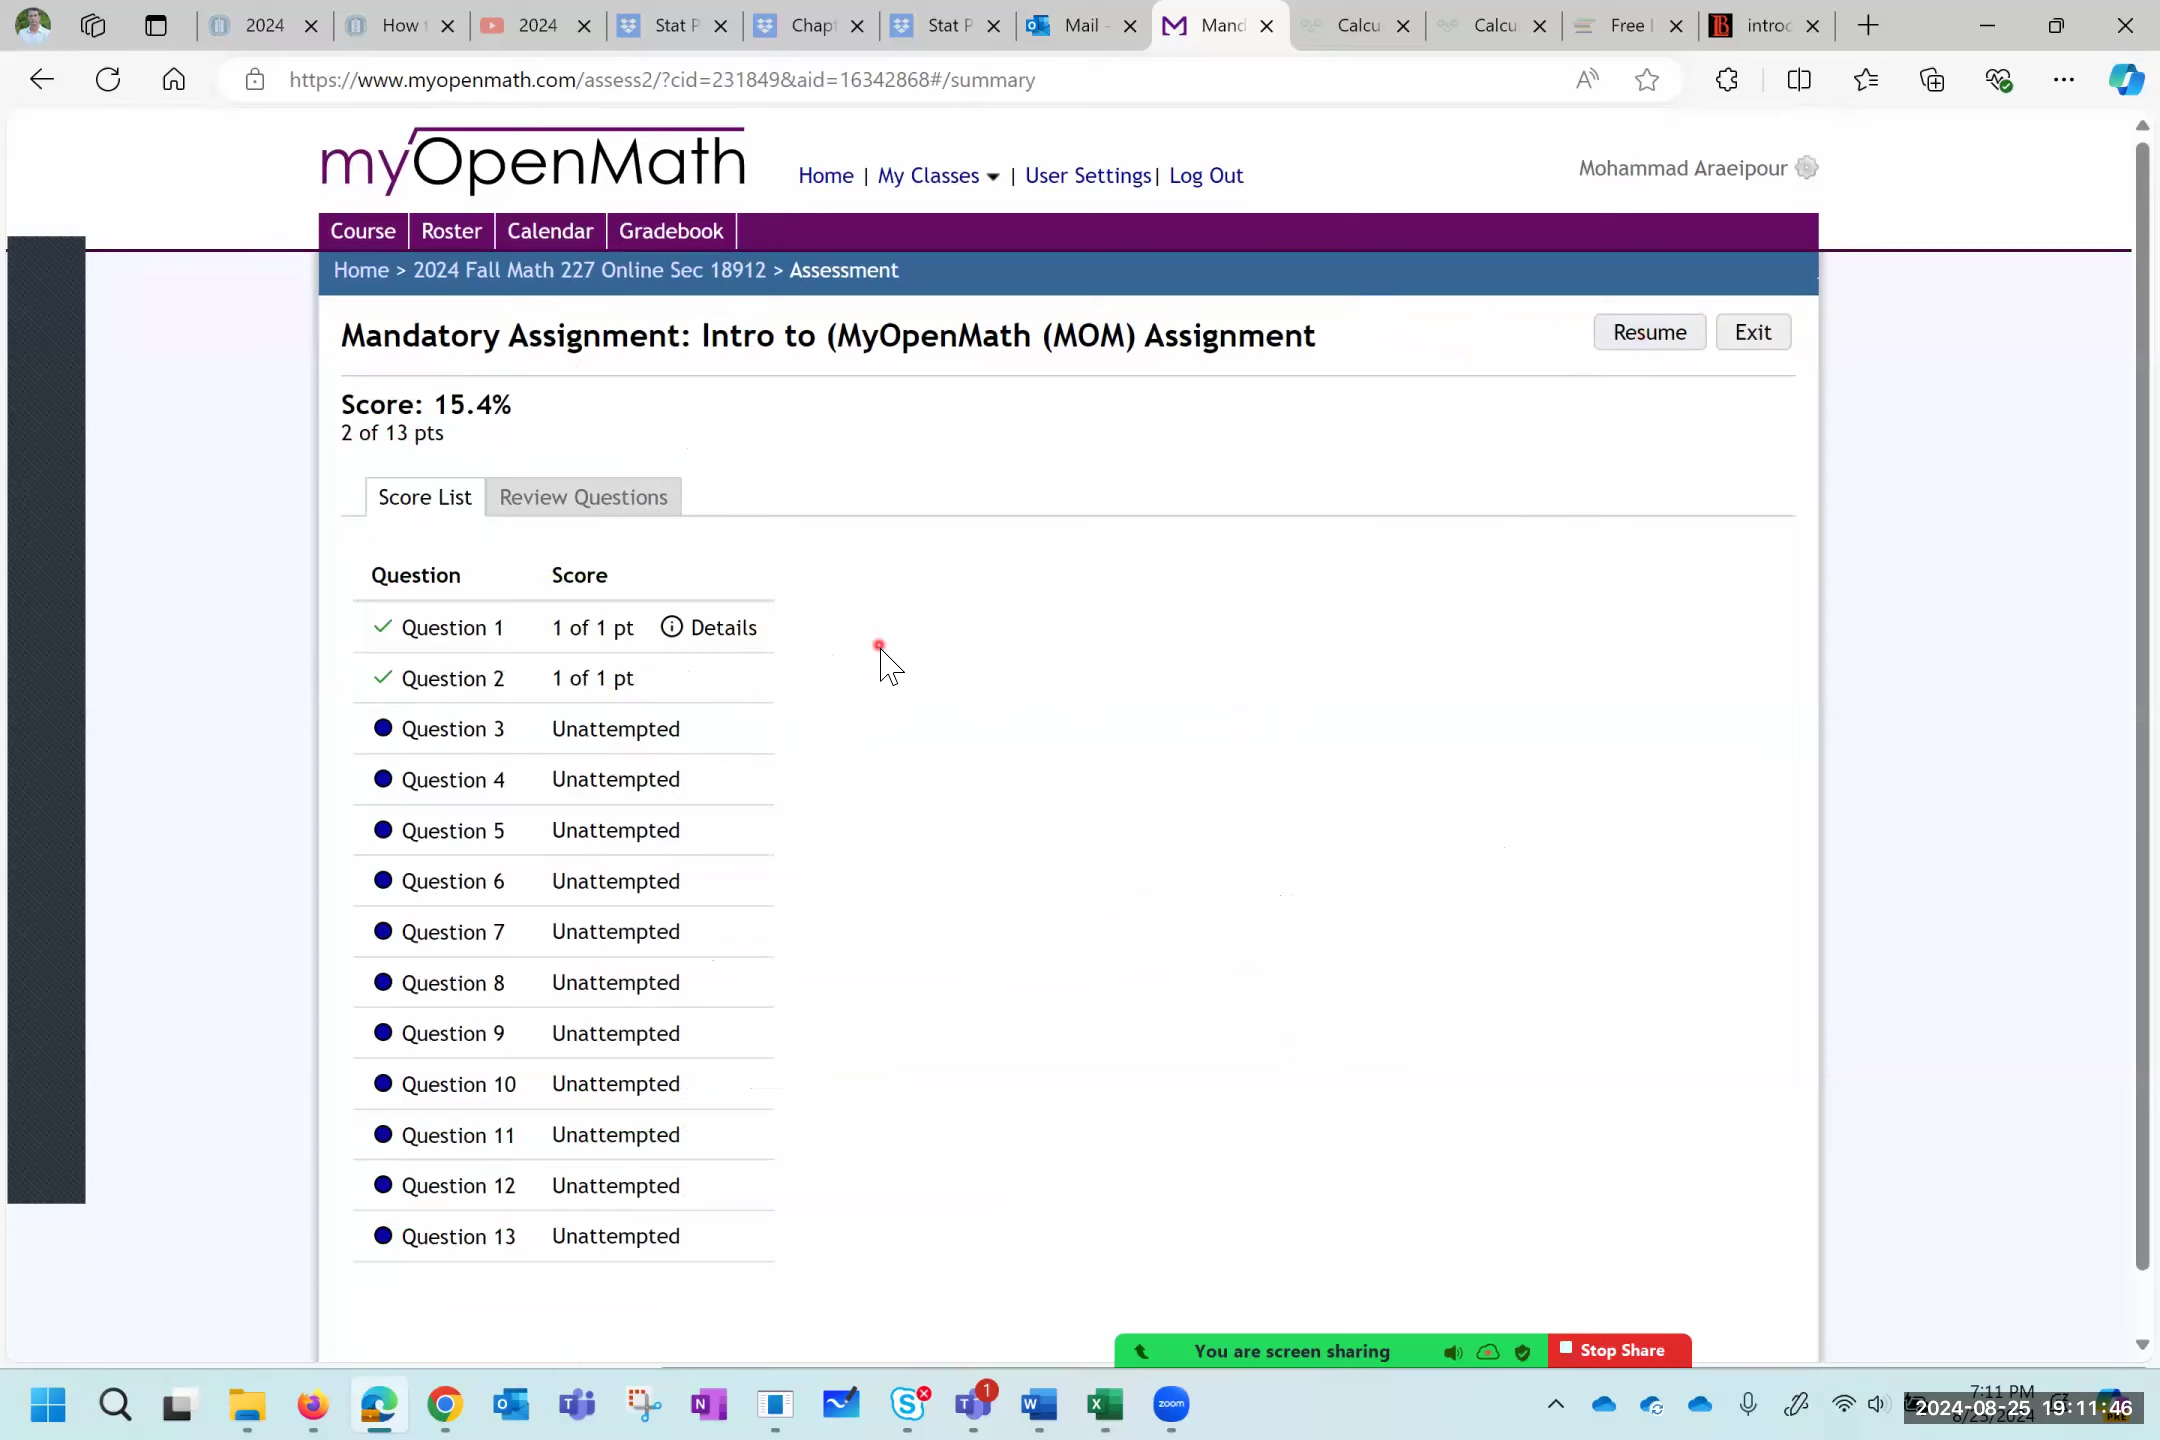 2024
How
2024
Stat P
Chapt
Stat P
Mail -
Mand
Calcu
Calcu
Free
introd
https://www.myopenmath.com/assess2/?cid=231849&aid=16342868#/summary
myOpenMath
Home | My Classes | User Settings | Log Out
Mohammad Araeipour
Course
Roster
Calendar
Gradebook
Home > 2024 Fall Math 227 Online Sec 18912 > Assessment
Mandatory Assignment: Intro to (MyOpenMath (MOM) Assignment
Resume
Exit
Score: 15.4%
2 of 13 pts
Score List
Review Questions
Question Score
Question 1 1 of 1 pt Details
Question 2 1 of 1 pt
Question 3 Unattempted
Question 4 Unattempted
Question 5 Unattempted
Question 6 Unattempted
Question 7 Unattempted
Question 8 Unattempted
Question 9 Unattempted
Question 10 Unattempted
Question 11 Unattempted
Question 12 Unattempted
Question 13 Unattempted
You are screen sharing
Stop Share
1
zoom
7:11 PM
2024-08-25 19:11:46